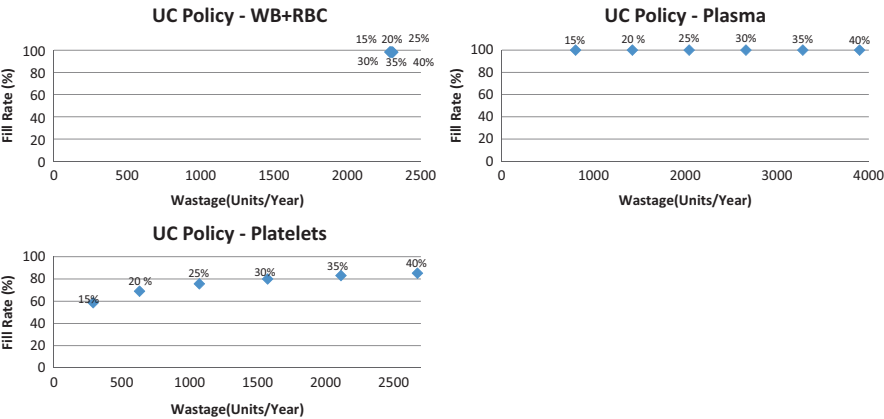 UC Policy - WB+RBC
15% 20% 25%
30% 35% 40%
Fill Rate (%)
100
80
60
40
20
0
0 500 1000 1500 2000 2500
Wastage(Units/Year)
UC Policy - Plasma
15% 20 % 25% 30% 35% 40%
Fill Rate (%)
100
80
60
40
20
0
0 1000 2000 3000 4000
Wastage(Units/Year)
UC Policy - Platelets
15% 20 % 25% 30% 35% 40%
Fill Rate (%)
100
80
60
40
20
0
0 500 1000 1500 2000 2500
Wastage(Units/Year)